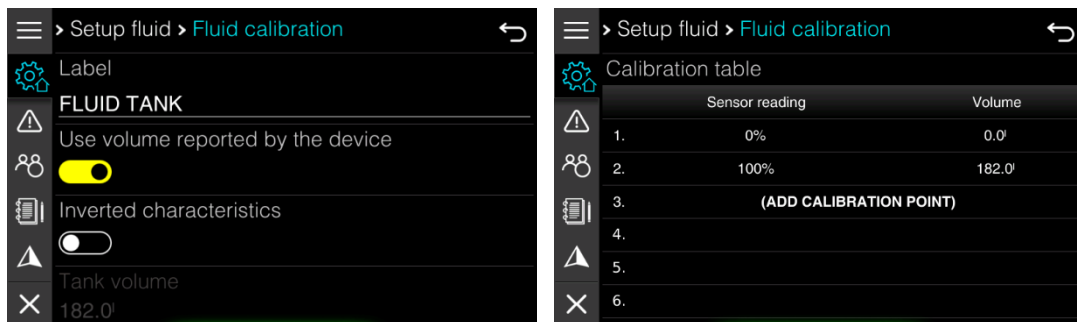 > Setup fluid > Fluid calibration
Label
FLUID TANK
Use volume reported by the device
Inverted characteristics
Tank volume
182.0ˡ
> Setup fluid > Fluid calibration
Calibration table
Sensor reading Volume
1. 0% 0.0ˡ
2. 100% 182.0ˡ
3. (ADD CALIBRATION POINT)
4.
5.
6.